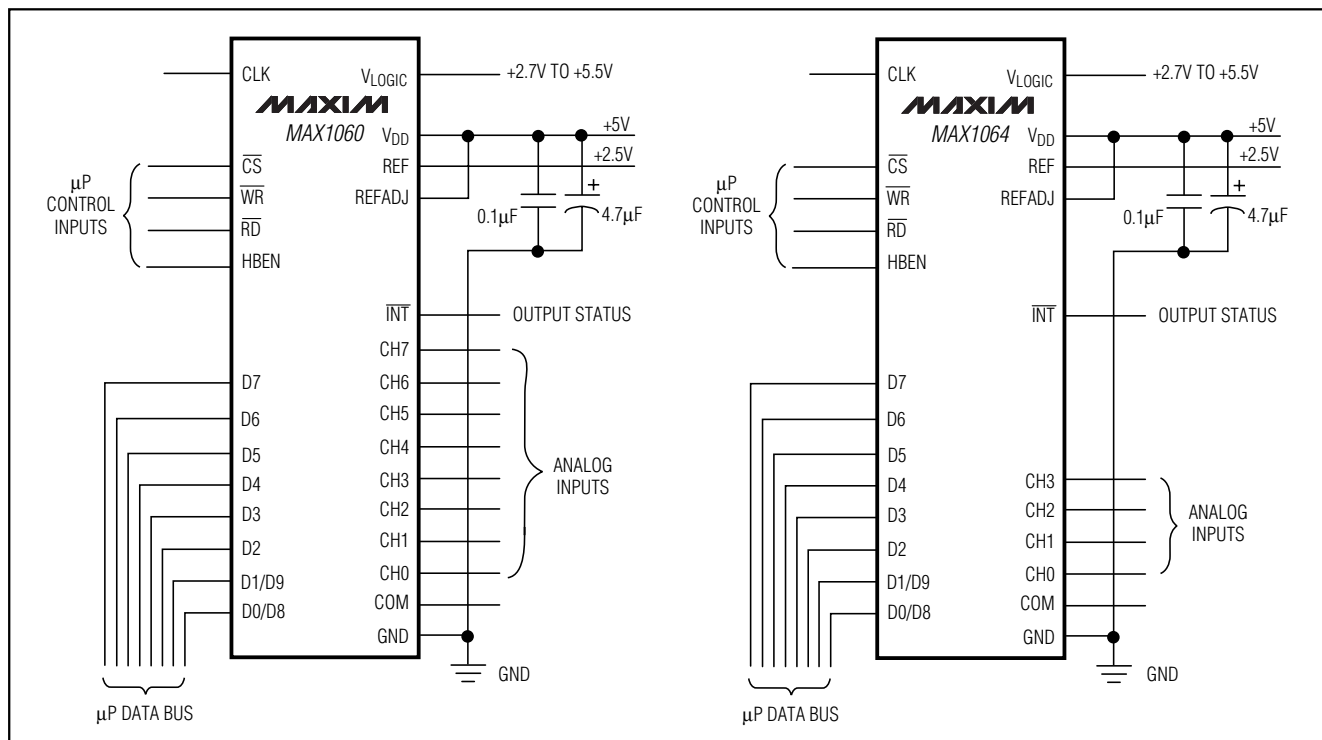 CLK
VLOGIC
+2.7V TO +5.5V
MAXIM
MAX1060
VDD
+5V
CS
REF
+2.5V
µP
CONTROL
INPUTS
WR
REFADJ
+
0.1µF
4.7µF
RD
HBEN
INT
OUTPUT STATUS
CH7
D7
CH6
D6
CH5
D5
CH4
ANALOG
INPUTS
D4
CH3
D3
CH2
D2
CH1
D1/D9
CH0
D0/D8
COM
GND
GND
µP DATA BUS
CLK
VLOGIC
+2.7V TO +5.5V
MAXIM
MAX1064
VDD
+5V
CS
REF
+2.5V
µP
CONTROL
INPUTS
WR
REFADJ
+
0.1µF
4.7µF
RD
HBEN
INT
OUTPUT STATUS
D7
D6
D5
D4
CH3
D3
CH2
ANALOG
INPUTS
D2
CH1
D1/D9
CH0
D0/D8
COM
GND
GND
µP DATA BUS